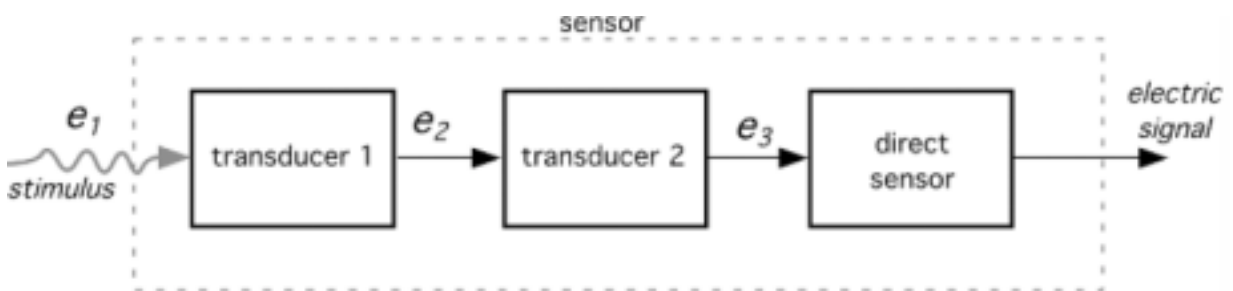 sensor
e1
stimulus
transducer 1
e2
transducer 2
e3
direct
sensor
electric
signal